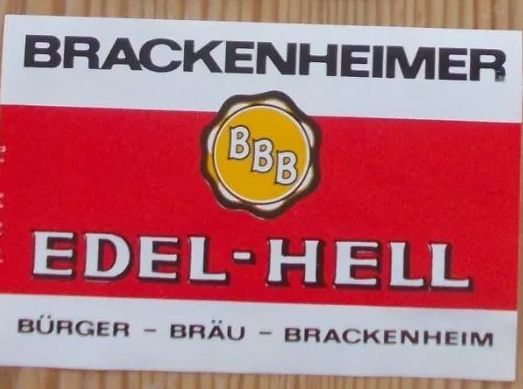 BRACKENHEIMER
BBB
EDEL-HELL
BÜRGER - BRÄU - BRACKENHEIM